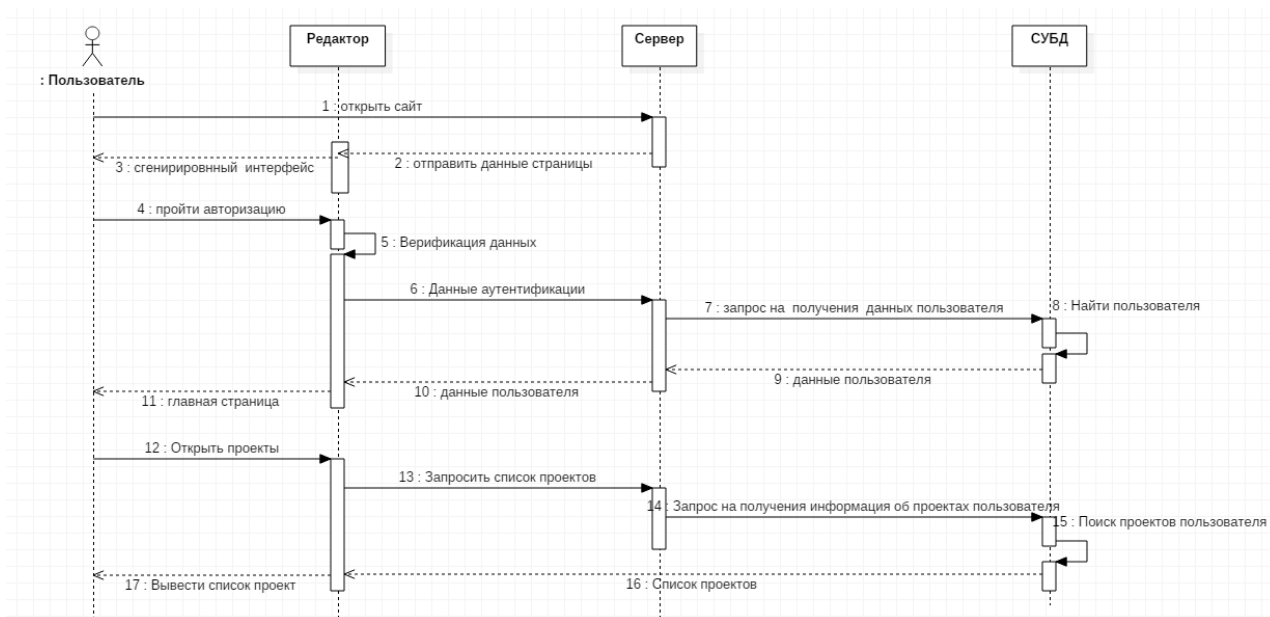 Редактор
Сервер
СУБД
: Пользователь
1 : открыть сайт
2 : отправить данные страницы
3 : сгенирировнный интерфейс
4 : пройти авторизацию
5 : Верификация данных
6 : Данные аутентификации
7 : запрос на получения данных пользователя
8 : Найти пользователя
9 : данные пользователя
10 : данные пользователя
11 : главная страница
12 : Открыть проекты
13 : Запросить список проектов
14 : Запрос на получения информация об проектах пользователя
15 : Поиск проектов пользователя
16 : Список проектов
17 : Вывести список проект